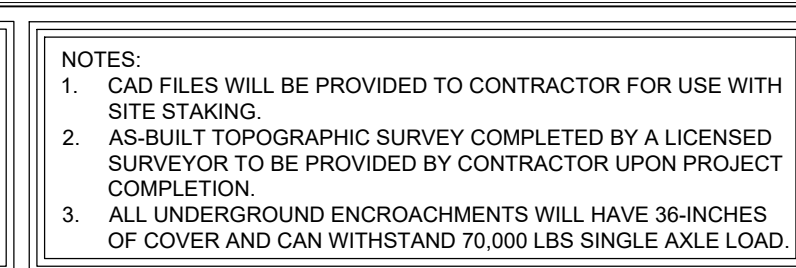 NOTES:
1. CAD FILES WILL BE PROVIDED TO CONTRACTOR FOR USE WITH
SITE STAKING.
2. AS-BUILT TOPOGRAPHIC SURVEY COMPLETED BY A LICENSED
SURVEYOR TO BE PROVIDED BY CONTRACTOR UPON PROJECT
COMPLETION.
3. ALL UNDERGROUND ENCROACHMENTS WILL HAVE 36-INCHES
OF COVER AND CAN WITHSTAND 70,000 LBS SINGLE AXLE LOAD.